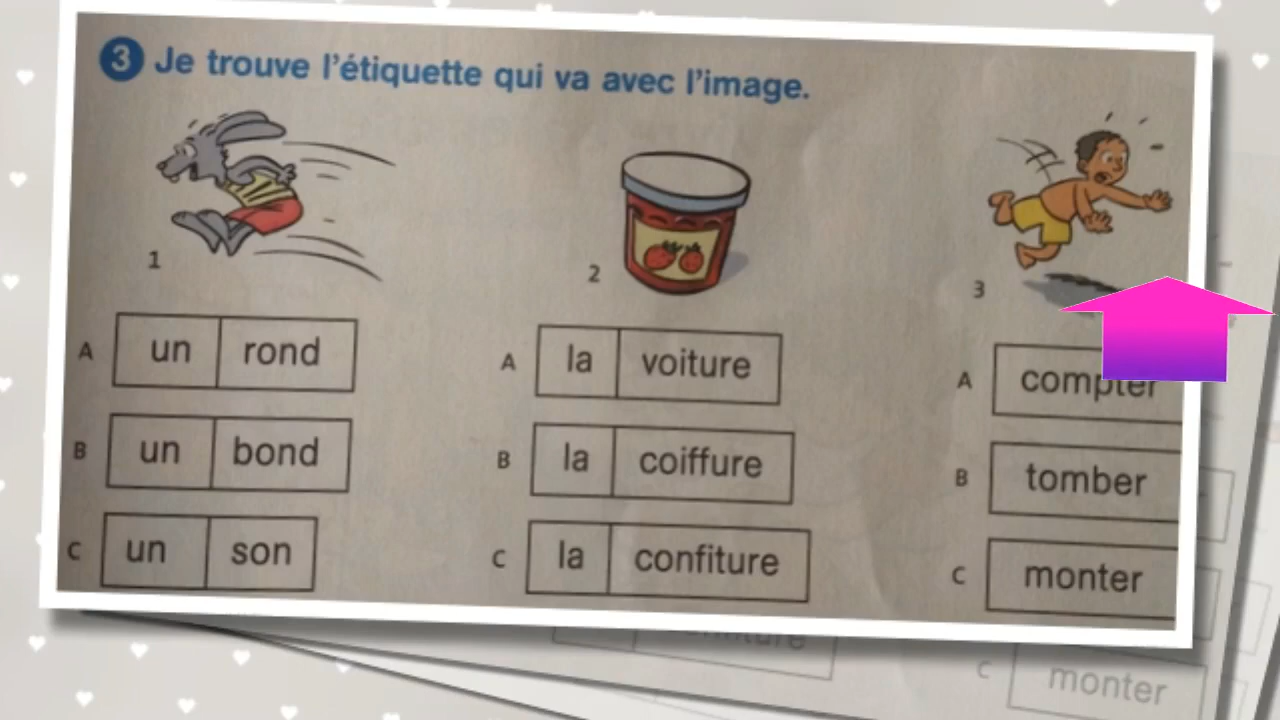 3 Je trouve l'étiquette qui va avec l'image.
1
2
3
A un rond
B un bond
C un son
A la voiture
B la coiffure
C la confiture
A compter
B tomber
C monter
C monter